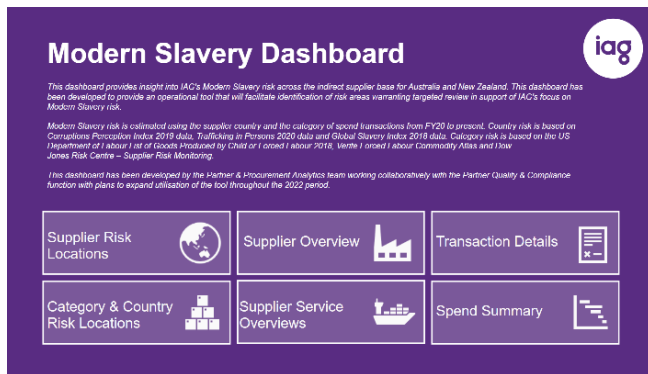 Modern Slavery Dashboard
iag
This dashboard provides insight into IAG's Modern Slavery risk across the indirect supplier base for Australia and New Zealand. This dashboard has
been developed to provide an operational tool that will facilitate identification of risk areas warranting targeted review in support of IAG's focus on
Modern Slavery risk.
Modern Slavery risk is estimated using the supplier country and the category of spend transactions from FY20 to present. Country risk is based on
Corruptions Perception Index 2019 data, Trafficking in Persons 2020 data and Global Slavery Index 2018 data. Category risk is based on the US
Department of Labour List of Goods Produced by Child or Forced Labour 2018, Verite Forced Labour Commodity Atlas and Dow
Jones Risk Centre – Supplier Risk Monitoring.
This dashboard has been developed by the Partner & Procurement Analytics team working collaboratively with the Partner Quality & Compliance
function with plans to expand utilisation of the tool throughout the 2022 period.
Supplier Risk
Locations
Supplier Overview
Transaction Details
Category & Country
Risk Locations
Supplier Service
Overviews
Spend Summary